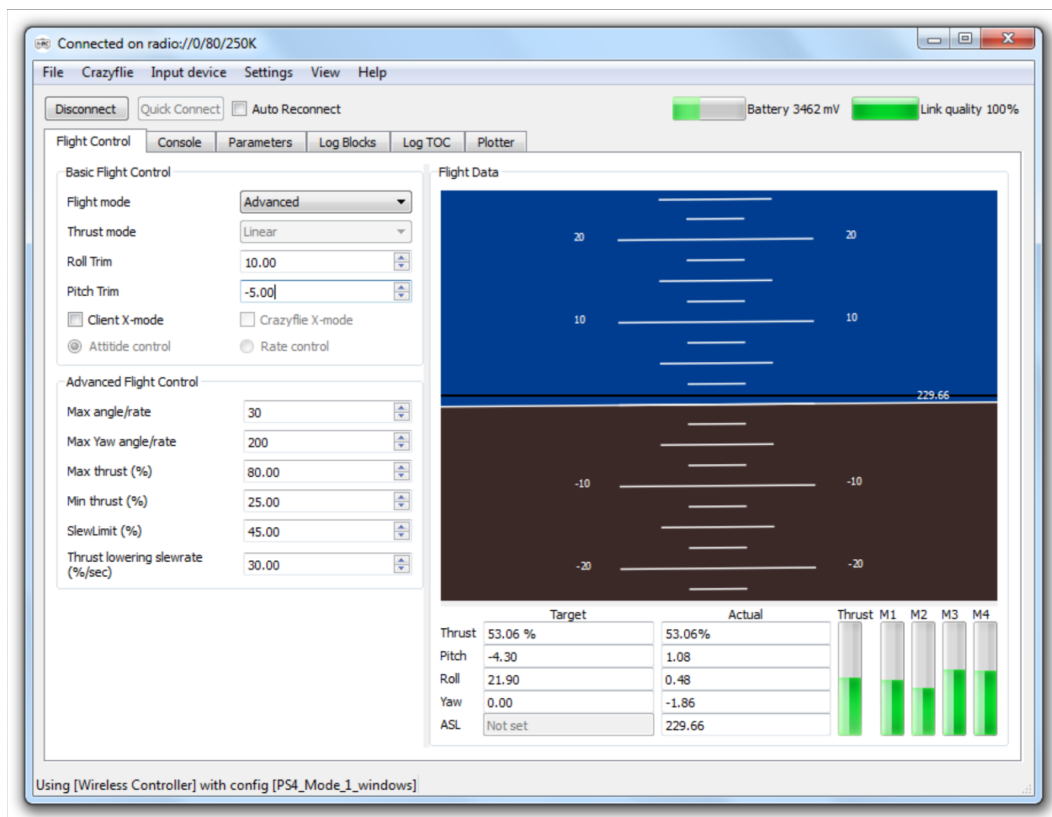 Connected on radio://0/80/250K
File Crazyflie Input device Settings View Help
Disconnect Quick Connect Auto Reconnect Battery 3462 mV Link quality 100%
Flight Control Console Parameters Log Blocks Log TOC Plotter
Basic Flight Control
Flight mode Advanced
Thrust mode Linear
Roll Trim 10.00
Pitch Trim -5.00
Client X-mode Crazyflie X-mode
Attitide control Rate control
Advanced Flight Control
Max angle/rate 30
Max Yaw angle/rate 200
Max thrust (%) 80.00
Min thrust (%) 25.00
SlewLimit (%) 45.00
Thrust lowering slewrate
(%/sec) 30.00
Flight Data
20 20
10 10
229.66
-10 -10
-20 -20
Target Actual Thrust M1 M2 M3 M4
Thrust 53.06 % 53.06%
Pitch -4.30 1.08
Roll 21.90 0.48
Yaw 0.00 -1.86
ASL Not set 229.66
Using [Wireless Controller] with config [PS4_Mode_1_windows]